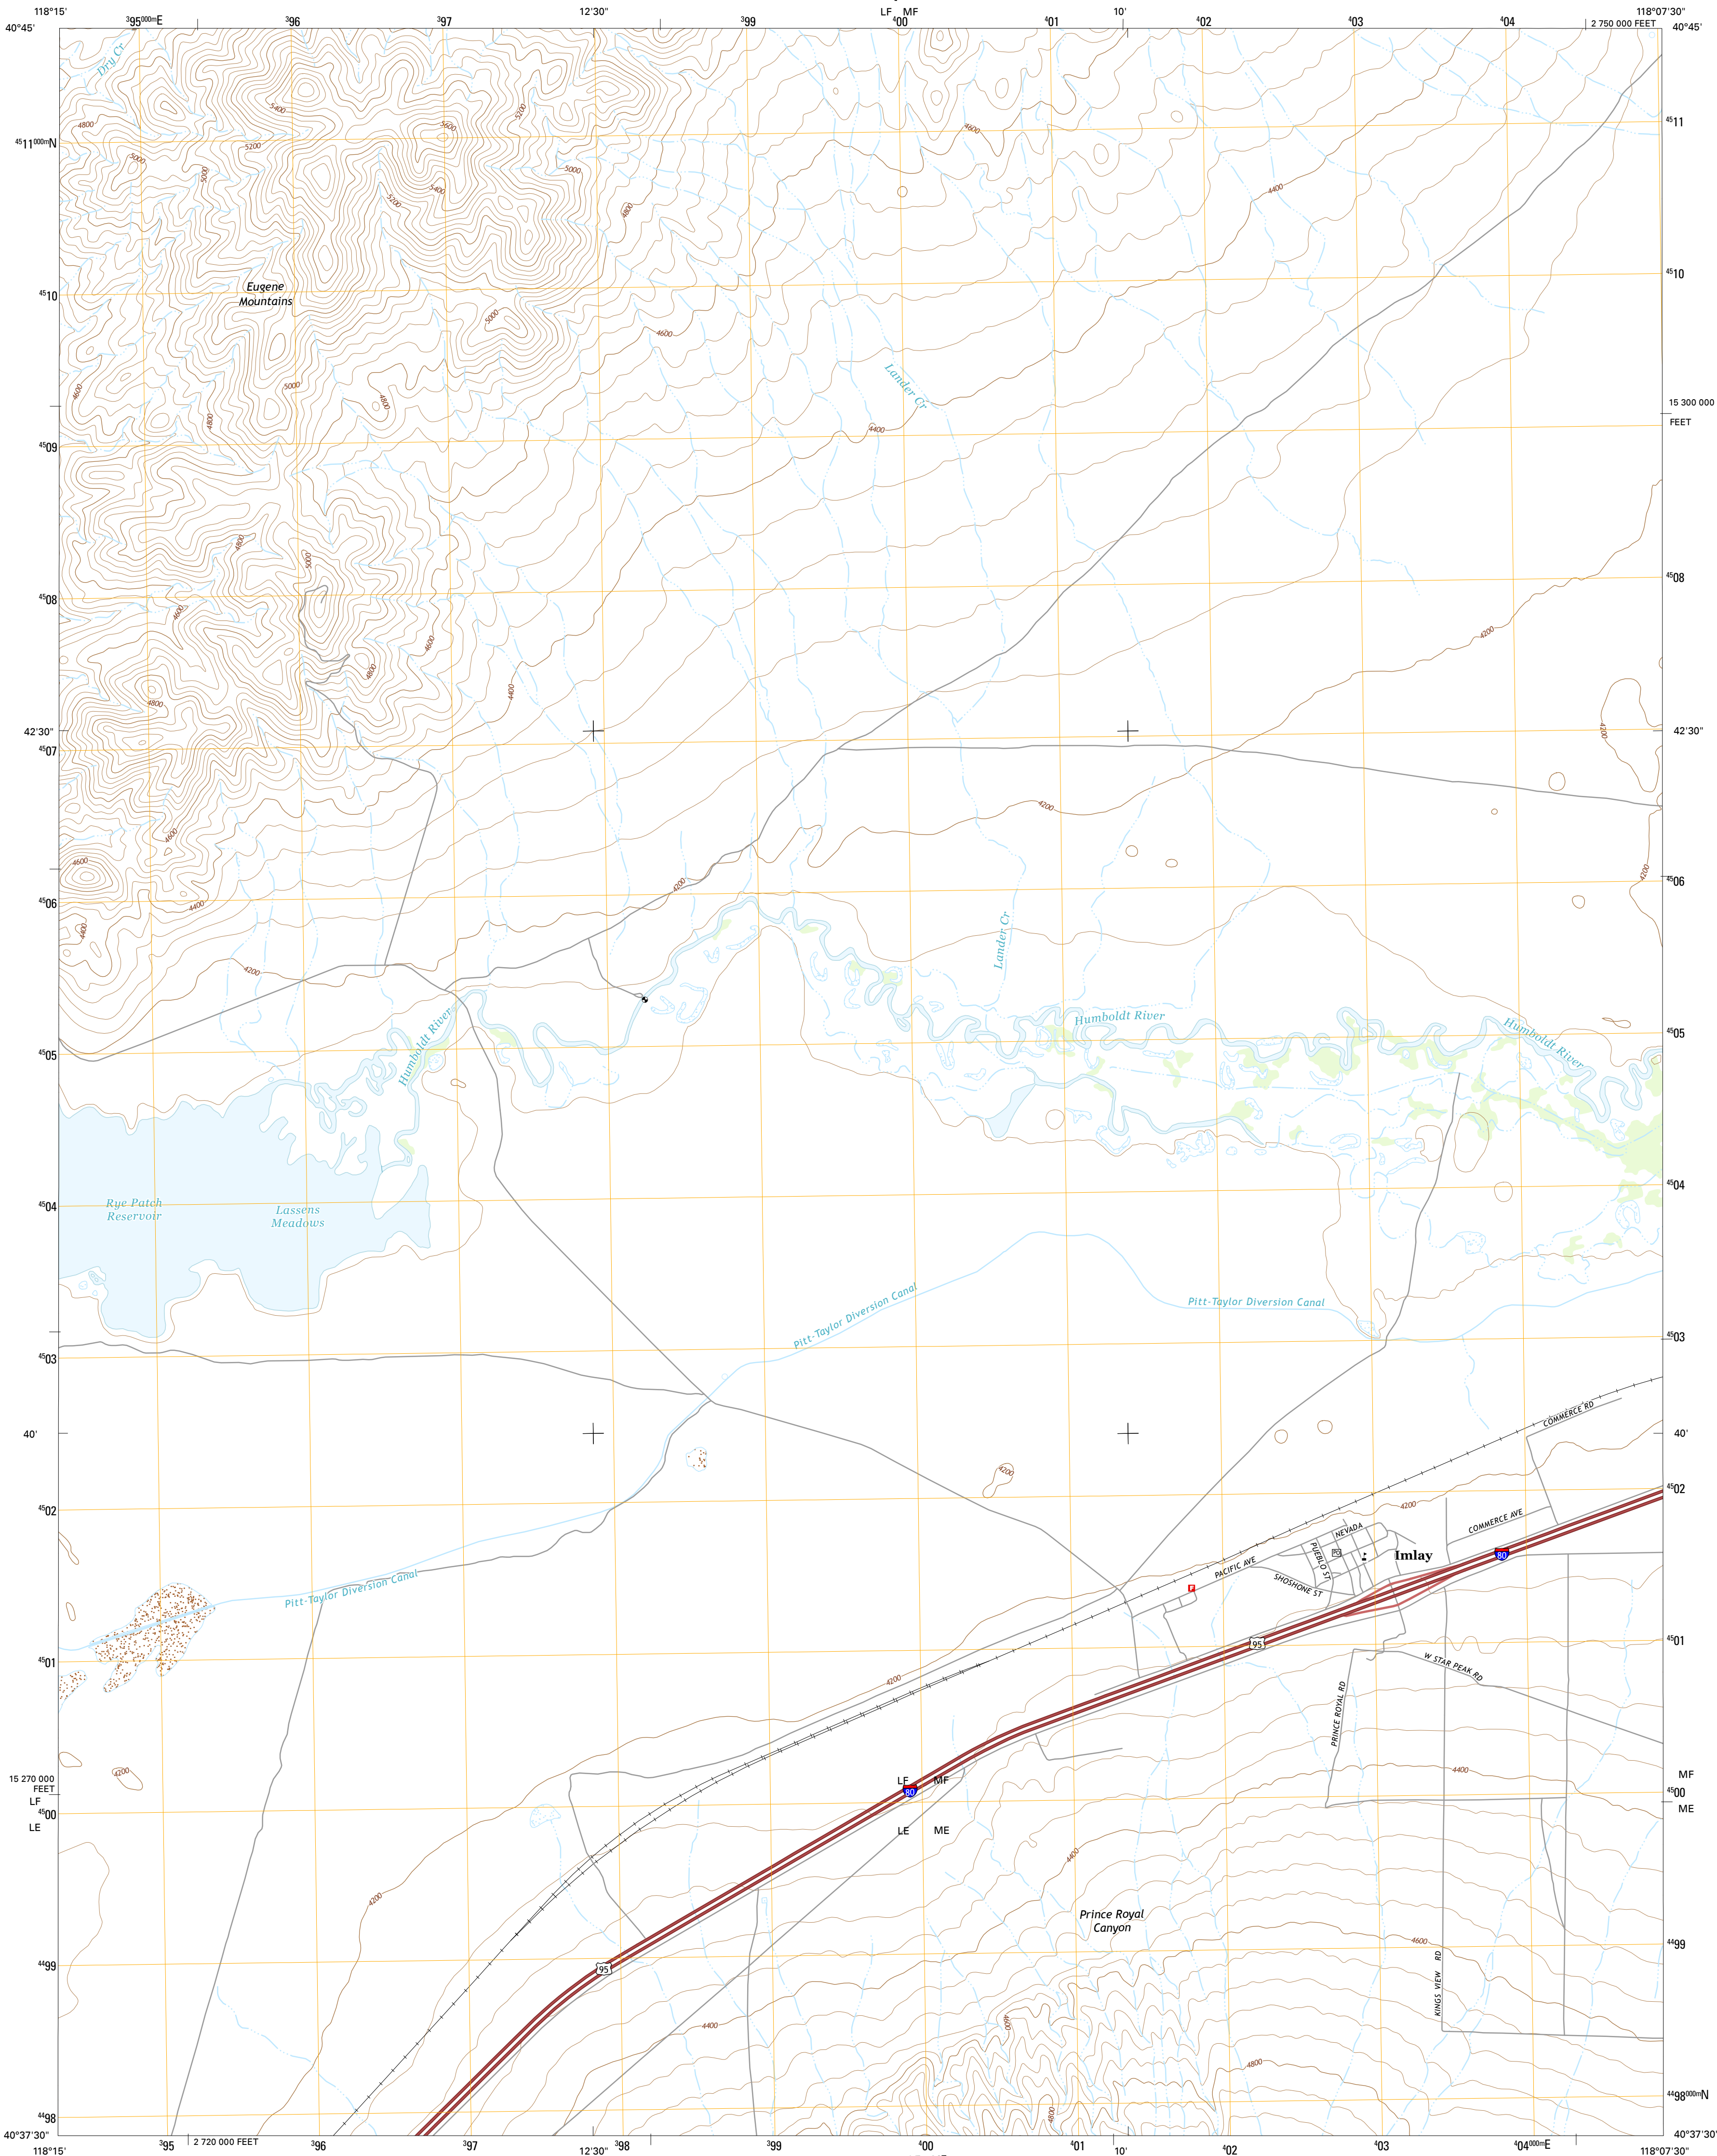 118°15'
³95⁰⁰⁰ᵐE
³96
³97
12'30"
³99
LF MF
⁴00
⁴01
10'
⁴02
⁴03
⁴04
2 750 000 FEET
118°07'30"
40°45'
40°45'
Dry Cr
5400
5200
5600
4800
4600
⁴⁵11⁰⁰⁰ᵐN
⁴⁵11
5200
5000
5000
5000
5400
5200
4800
4400
Eugene
Mountains
⁴⁵10
⁴⁵10
5000
4600
Lander Cr
5000
4600
4800
4800
15 300 000
FEET
4400
⁴⁵09
4800
5000
⁴⁵08
⁴⁵08
4600
4600
4200
4800
4400
4800
42'30"
42'30"
4200
⁴⁵07
4200
4600
4600
4200
4200
⁴⁵06
⁴⁵06
4400
4400
Lander Cr
4200
Humboldt River
Humboldt River
Humboldt River
⁴⁵05
⁴⁵05
⁴⁵04
⁴⁵04
Rye Patch
Reservoir
Lassens
Meadows
Pitt-Taylor Diversion Canal
Pitt-Taylor Diversion Canal
⁴⁵03
⁴⁵03
COMMERCE RD
40'
40'
4200
⁴⁵02
⁴⁵02
4200
COMMERCE AVE
NEVADA
PUEBLO ST
PO
Imlay
80
PACIFIC AVE
SHOSHONE ST
F
Pitt-Taylor Diversion Canal
95
⁴⁵01
⁴⁵01
W STAR PEAK RD
4200
PRINCE ROYAL RD
4200
4400
15 270 000
FEET
LF
LE
LF MF
80
LE ME
MF
ME
⁴⁵00
⁴⁵00
4400
4200
Prince Royal
Canyon
4600
⁴⁴99
⁴⁴99
95
KINGS VIEW RD
4400
4600
4800
4800
⁴⁴98
⁴⁴98⁰⁰⁰ᵐN
40°37'30"
40°37'30"
118°15'
³95
2 720 000 FEET
³96
³97
12'30"
³98
³99
⁴00
⁴01
10'
⁴02
⁴03
⁴04⁰⁰⁰ᵐE
118°07'30"